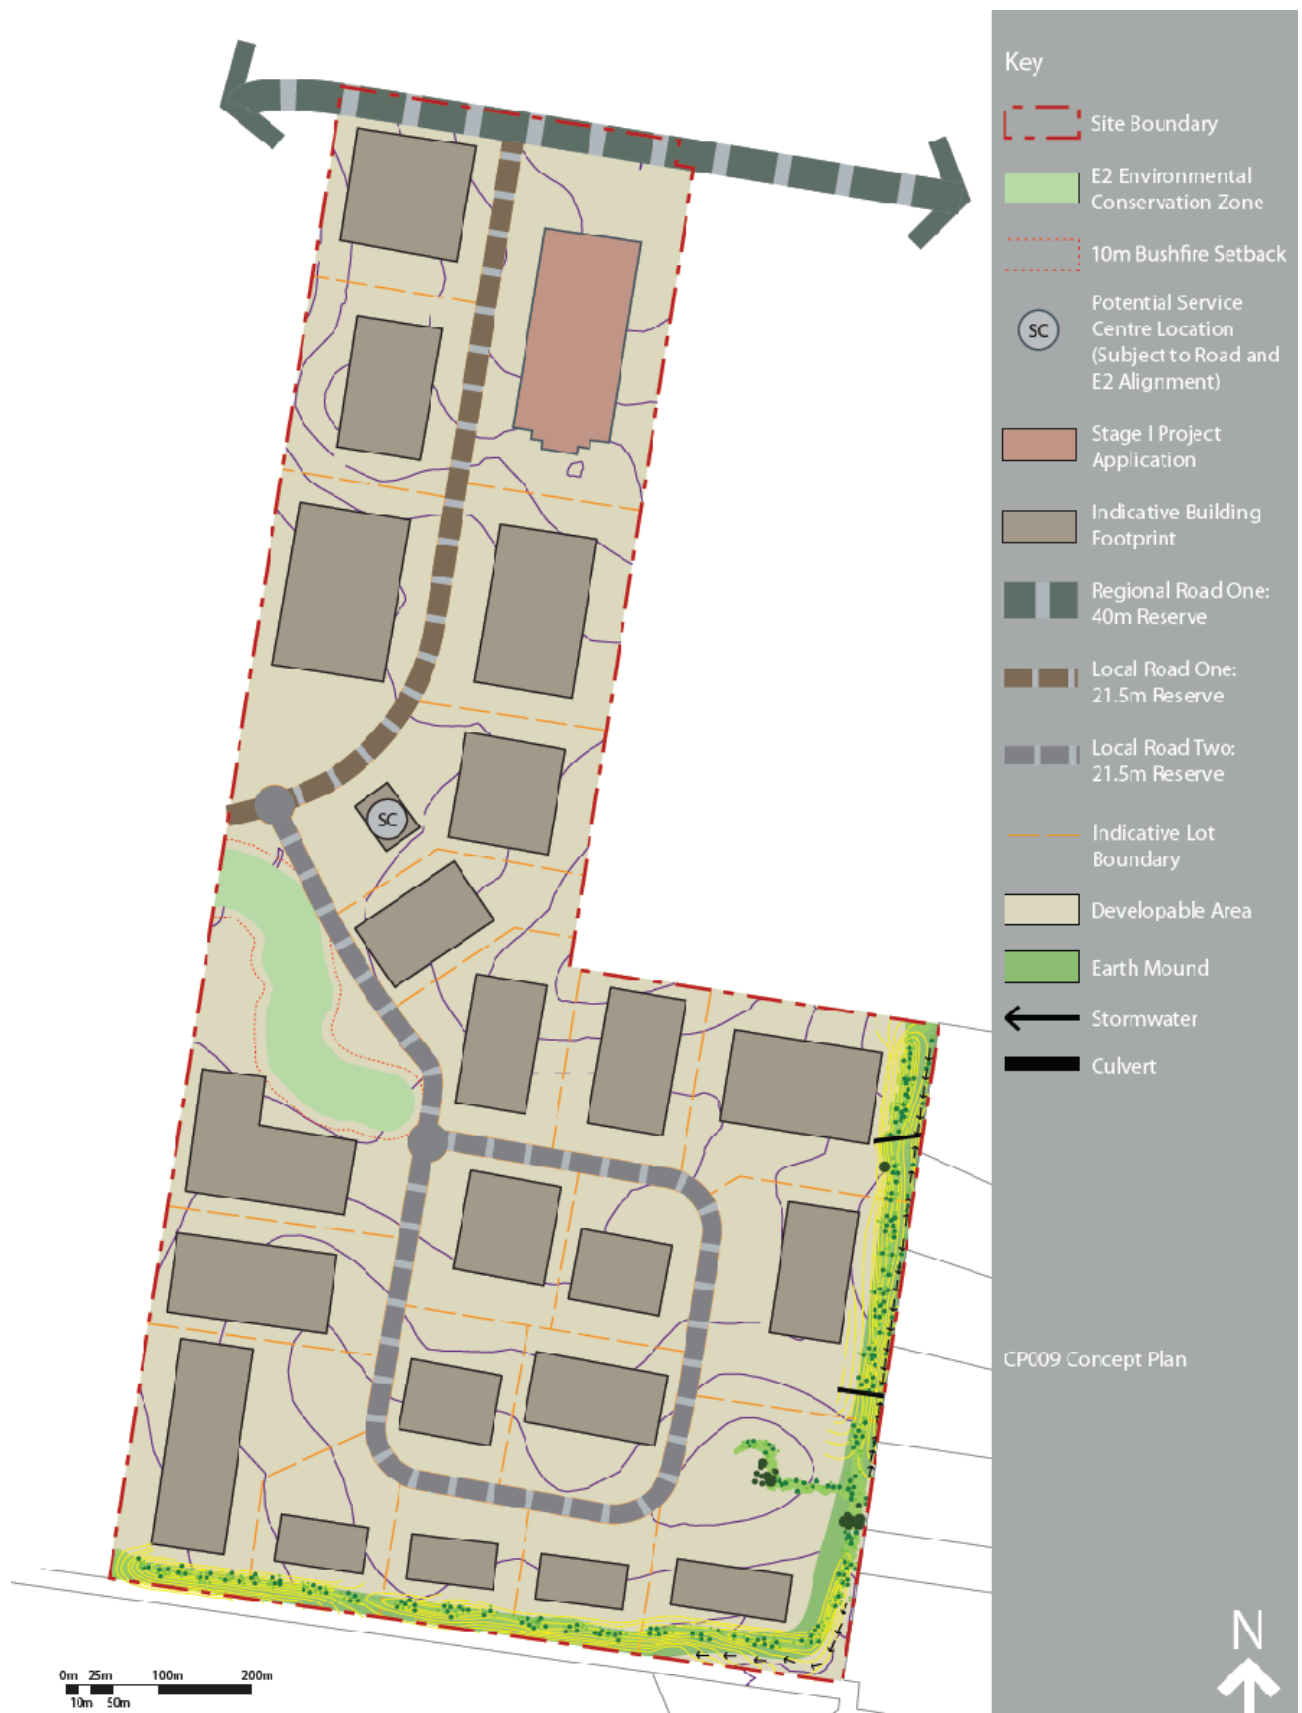 Key
Site Boundary
E2 Environmental
Conservation Zone
10m Bushfire Setback
SC
Potential Service
Centre Location
(Subject to Road and
E2 Alignment)
Stage I Project
Application
Indicative Building
Footprint
Regional Road One:
40m Reserve
Local Road One:
21.5m Reserve
Local Road Two:
21.5m Reserve
Indicative Lot
Boundary
Developable Area
Earth Mound
Stormwater
Culvert
CP009 Concept Plan
N
SC
0m 25m 100m 200m
10m 50m